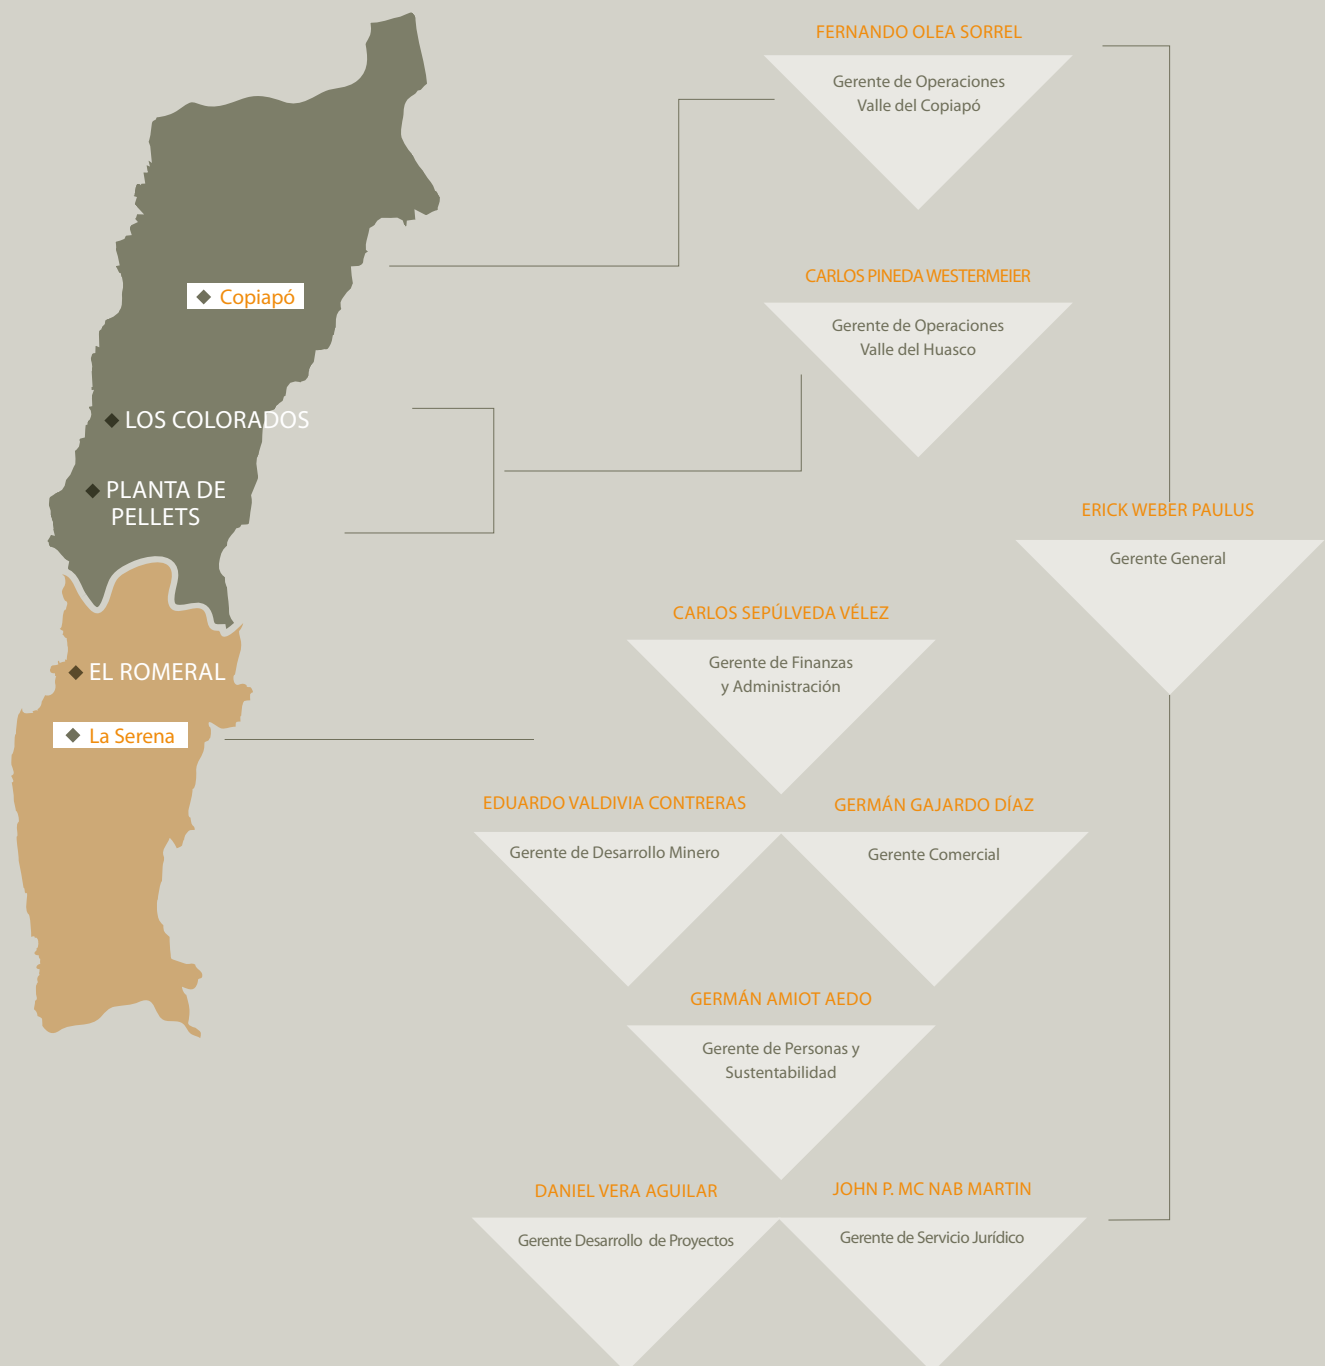 FERNANDO OLEA SORREL
Gerente de Operaciones
Valle del Copiapó
CARLOS PINEDA WESTERMEIER
Gerente de Operaciones
Valle del Huasco
Copiapó
LOS COLORADOS
PLANTA DE
PELLETS
EL ROMERAL
La Serena
ERICK WEBER PAULUS
Gerente General
CARLOS SEPÚLVEDA VÉLEZ
Gerente de Finanzas
y Administración
EDUARDO VALDIVIA CONTRERAS
Gerente de Desarrollo Minero
GERMÁN GAJARDO DÍAZ
Gerente Comercial
GERMÁN AMIOT AEDO
Gerente de Personas y
Sustentabilidad
DANIEL VERA AGUILAR
Gerente Desarrollo de Proyectos
JOHN P. MC NAB MARTIN
Gerente de Servicio Jurídico